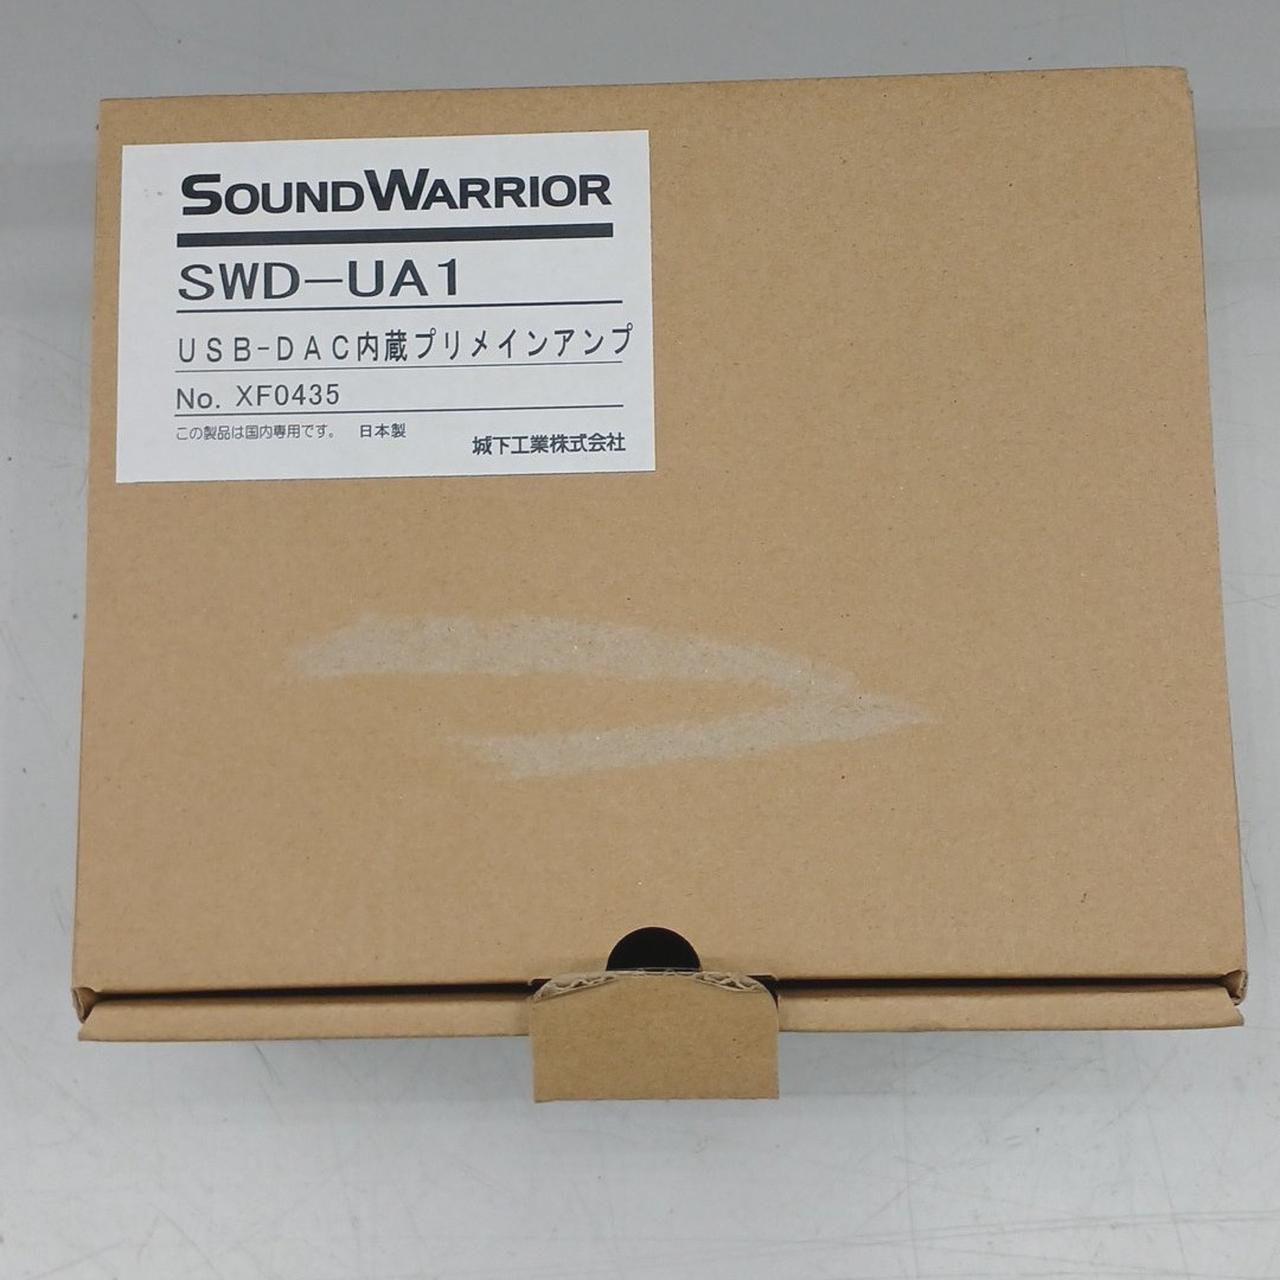 SOUNDWARRIOR
SWD-UA1
USB-DAC内蔵プリメインアンプ
No. XF0435
この製品は国内専用です。 日本製
城下工業株式会社